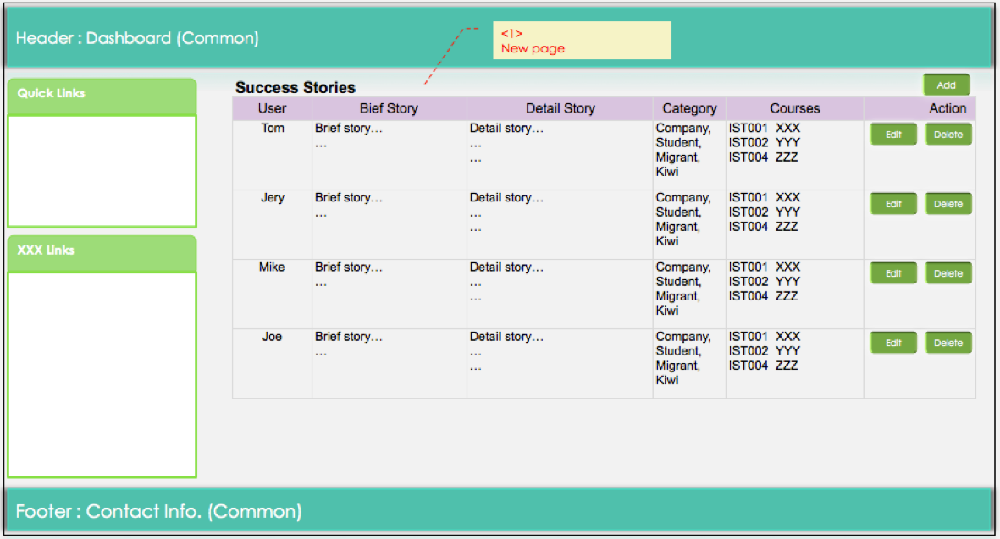 Header : Dashboard (Common)
<1>
New page
Quick Links
XXX Links
Success Stories
Add
User Bief Story Detail Story Category Courses Action
Tom Brief story… Detail story… Company, IST001 XXX Edit Delete
… … Student, IST002 YYY
… Migrant, IST004 ZZZ
Kiwi
Jery Brief story… Detail story… Company, IST001 XXX Edit Delete
… … Student, IST002 YYY
… Migrant, IST004 ZZZ
Kiwi
Mike Brief story… Detail story… Company, IST001 XXX Edit Delete
… … Student, IST002 YYY
… Migrant, IST004 ZZZ
Kiwi
Joe Brief story… Detail story… Company, IST001 XXX Edit Delete
… … Student, IST002 YYY
… Migrant, IST004 ZZZ
Kiwi
Footer : Contact Info. (Common)